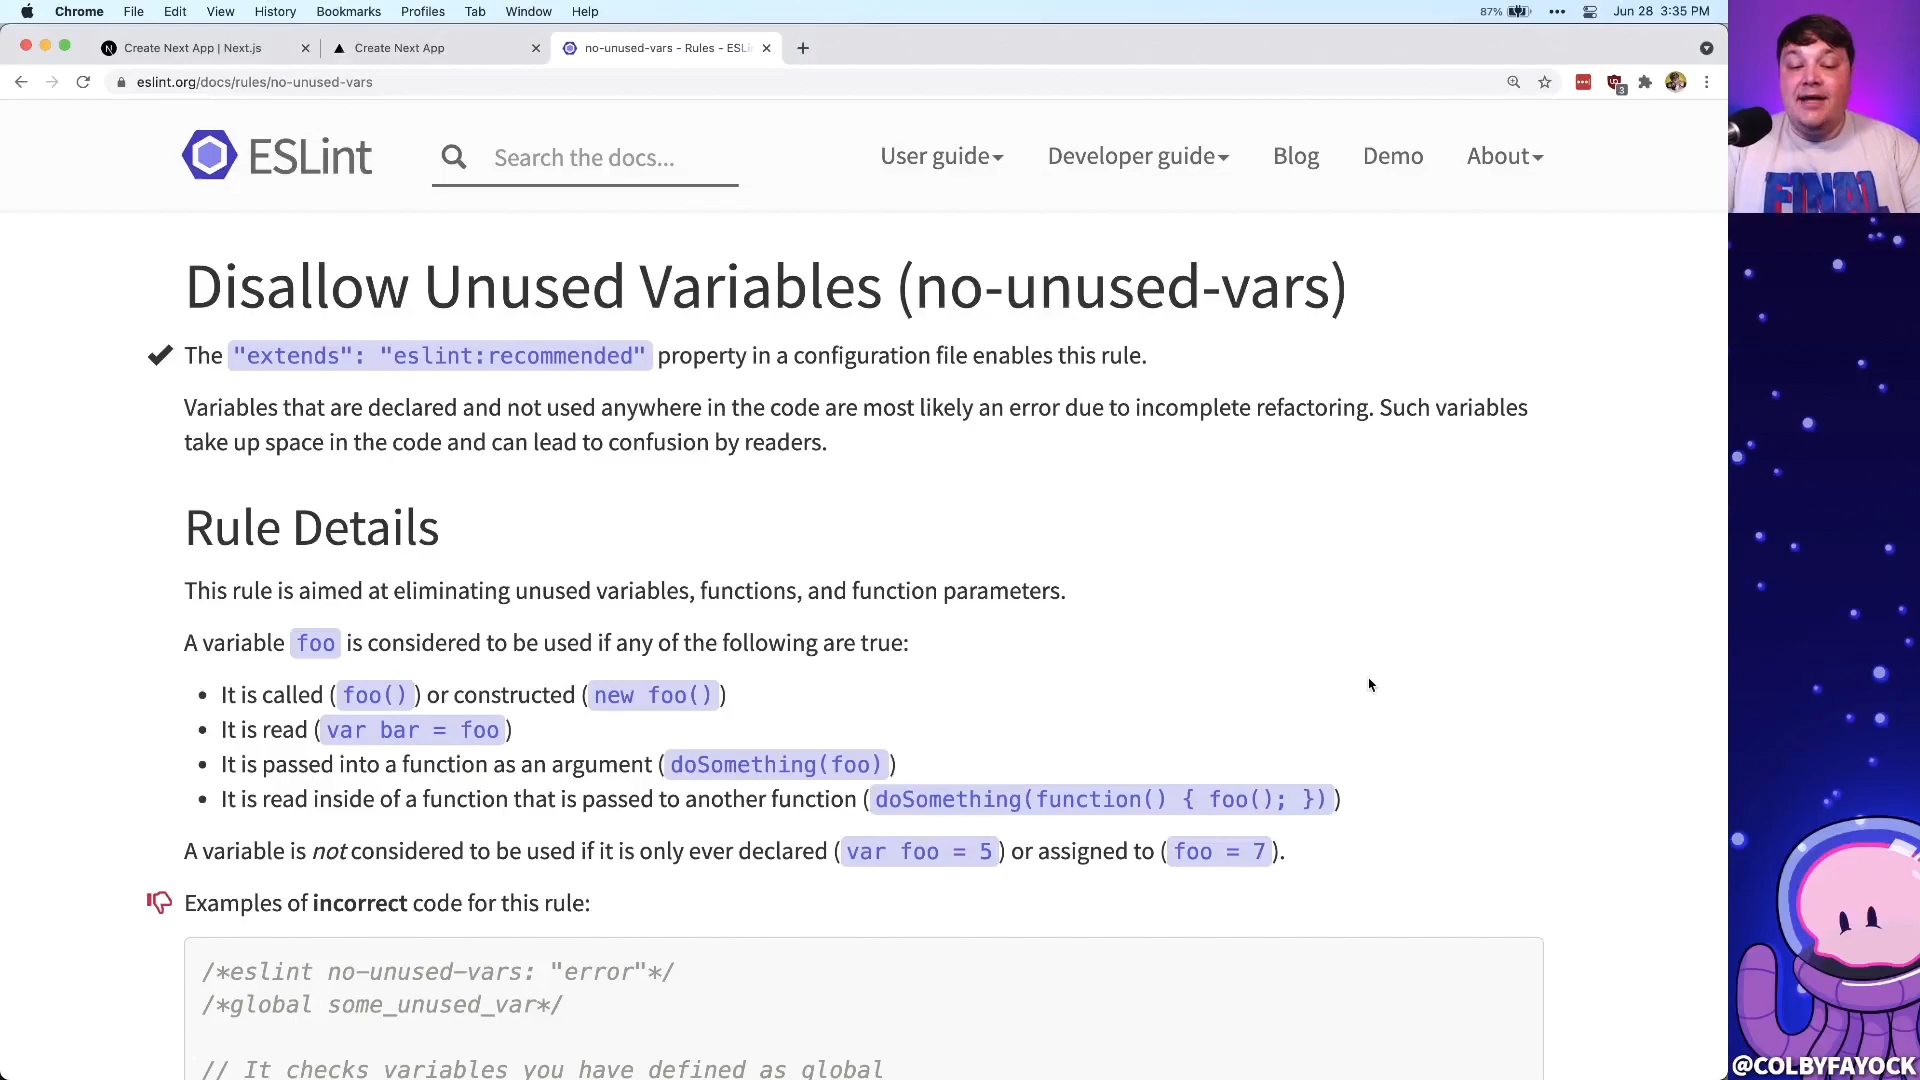 Chrome File Edit View History Bookmarks Profiles Tab Window Help 87% Jun 28 3:35 PM
Create Next App | Next.js Create Next App no-unused-vars - Rules - ESLi
eslint.org/docs/rules/no-unused-vars 3
ESLint Search the docs... User guide Developer guide Blog Demo About
FINAL
Disallow Unused Variables (no-unused-vars)
The "extends": "eslint:recommended" property in a configuration file enables this rule.
Variables that are declared and not used anywhere in the code are most likely an error due to incomplete refactoring. Such variables
take up space in the code and can lead to confusion by readers.
Rule Details
This rule is aimed at eliminating unused variables, functions, and function parameters.
A variable foo is considered to be used if any of the following are true:
• It is called (foo()) or constructed (new foo())
• It is read (var bar = foo)
• It is passed into a function as an argument (doSomething(foo))
• It is read inside of a function that is passed to another function (doSomething(function() { foo(); }))
A variable is not considered to be used if it is only ever declared (var foo = 5) or assigned to (foo = 7).
Examples of incorrect code for this rule:
/*eslint no-unused-vars: "error"*/
/*global some_unused_var*/
// It checks variables you have defined as global
@COLBYFAYOCK